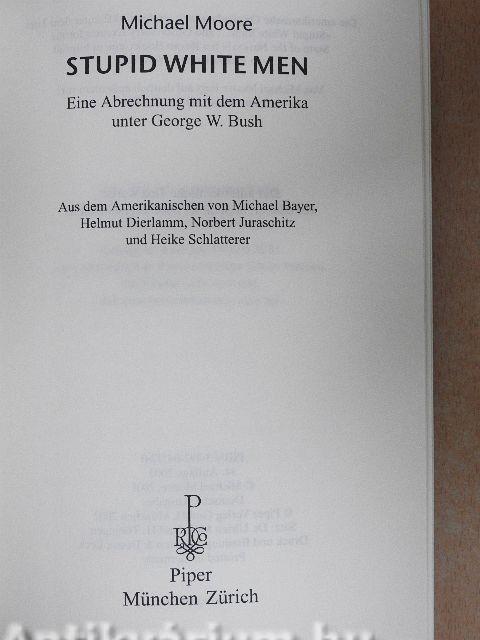 Michael Moore
STUPID WHITE MEN
Eine Abrechnung mit dem Amerika
unter George W. Bush
Aus dem Amerikanischen von Michael Bayer,
Helmut Dierlamm, Norbert Juraschitz
und Heike Schlatterer
Piper
München Zürich